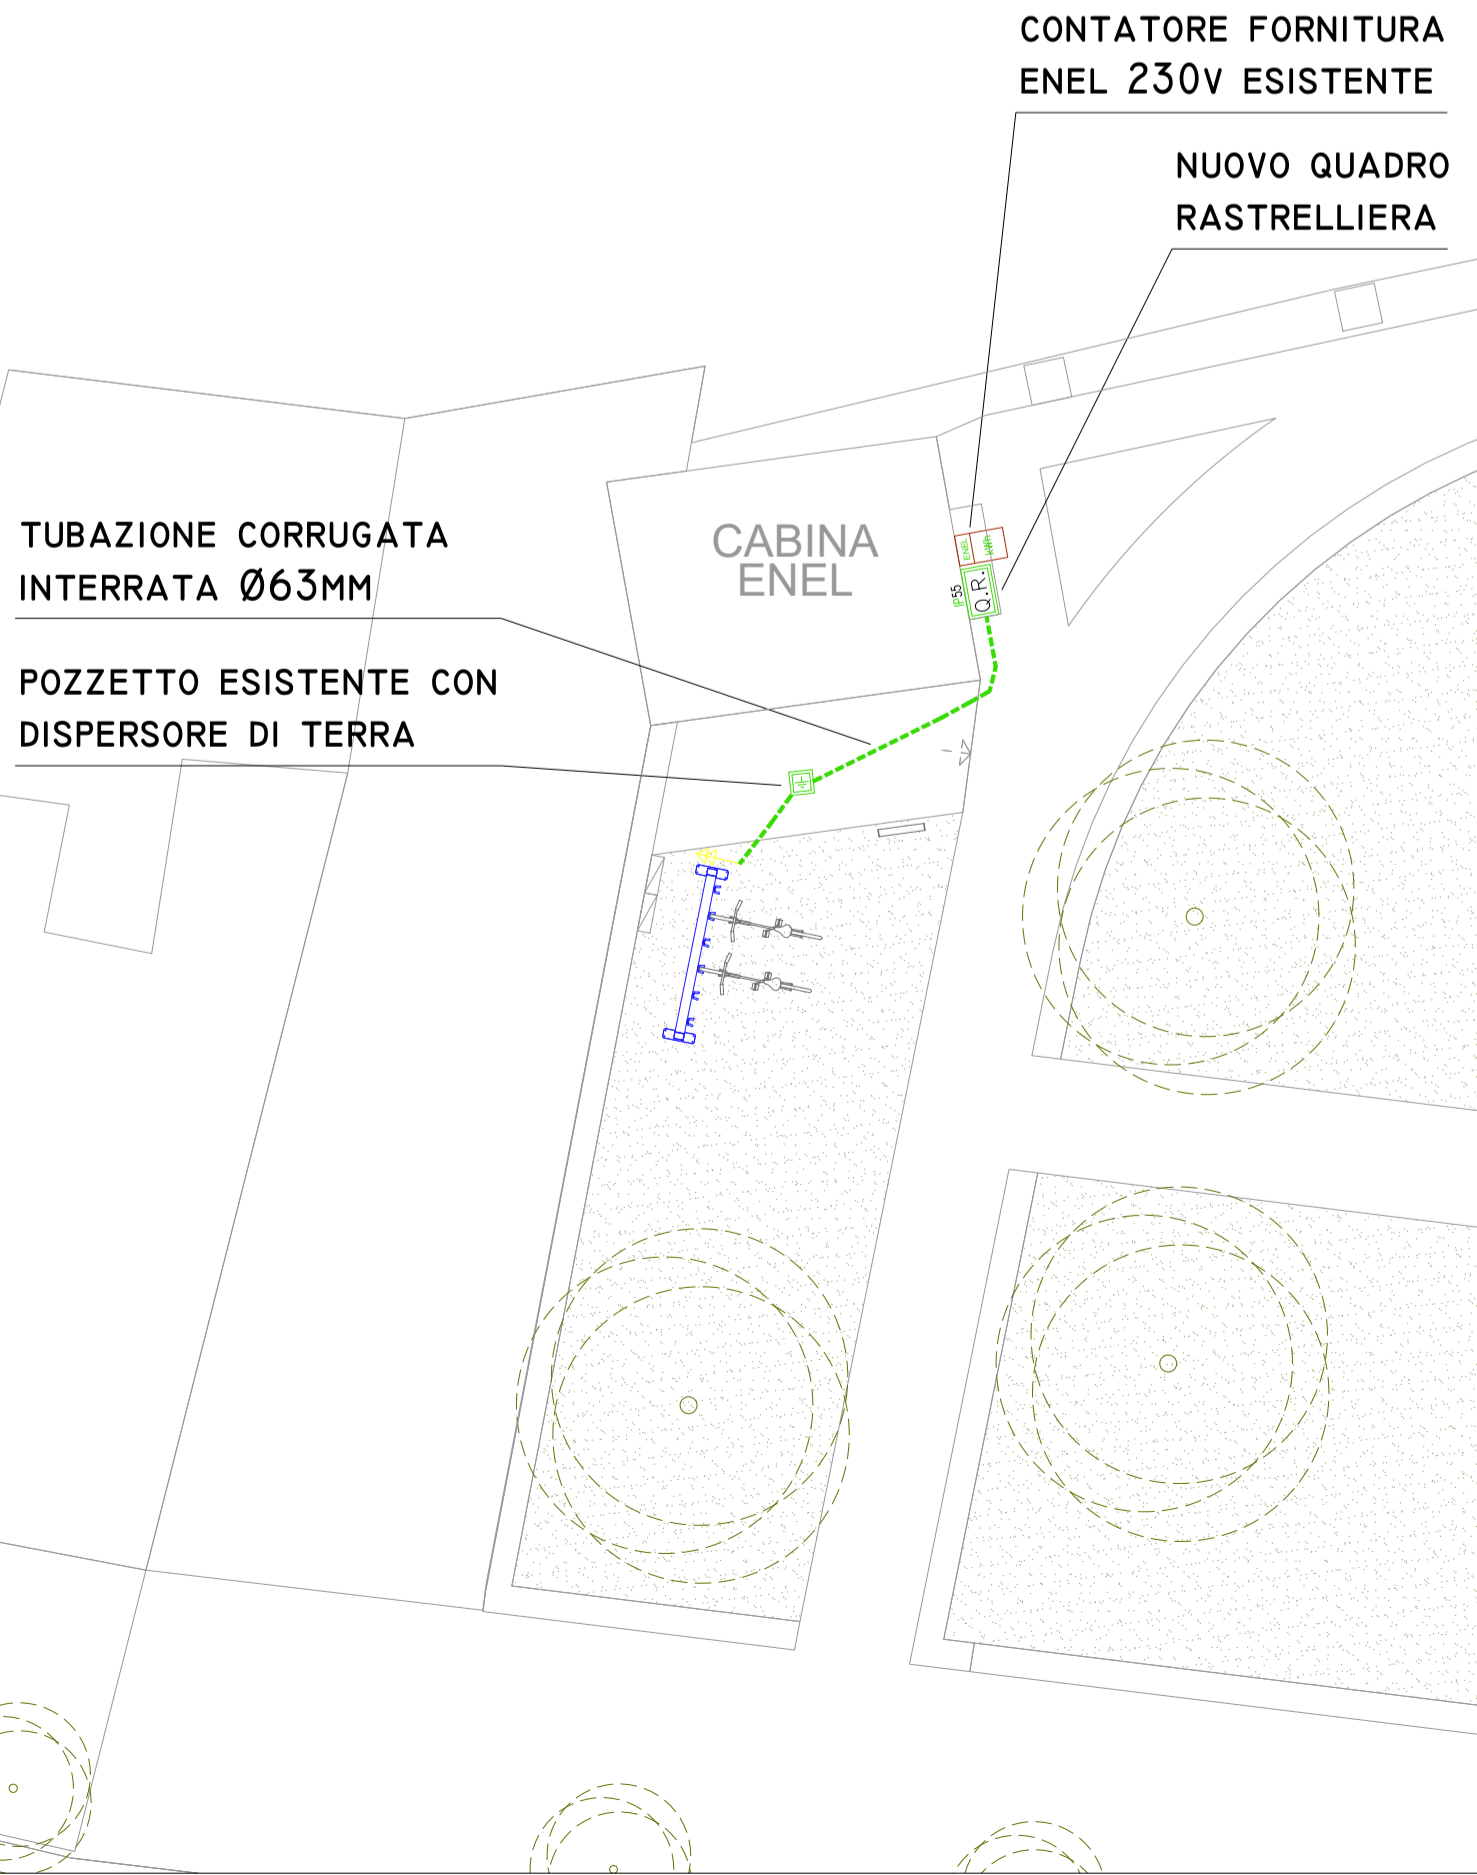 CONTATORE FORNITURA
ENEL 230V ESISTENTE
NUOVO QUADRO
RASTRELLIERA
TUBAZIONE CORRUGATA
INTERRATA Ø63MM
POZZETTO ESISTENTE CON
DISPERSORE DI TERRA
CABINA
ENEL
ENEL
kWh
IP55
Q.R.